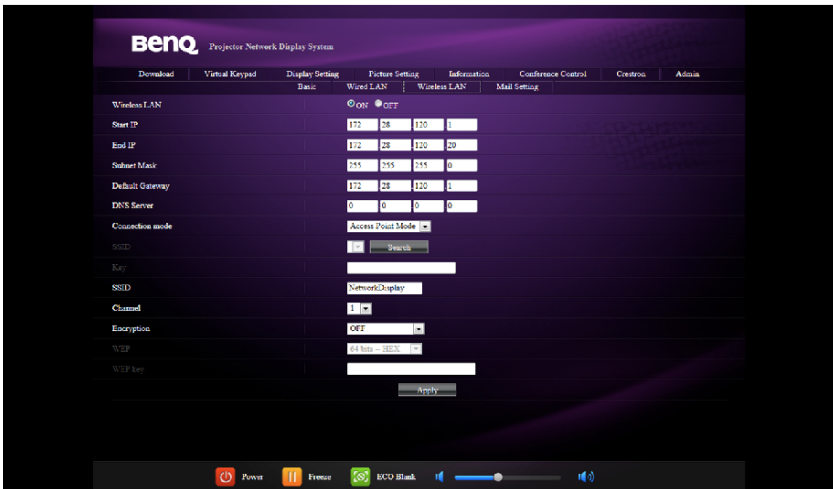 BenQ Projector Network Display System
Download Virtual Keypad Display Setting Picture Setting Information Conference Control Crestron Admin
Basic Wired LAN Wireless LAN Mail Setting
Wireless LAN ON OFF
Start IP 172 . 28 . 120 . 1
End IP 172 . 28 . 120 . 20
Subnet Mask 255 . 255 . 255 . 0
Default Gateway 172 . 28 . 120 . 1
DNS Server 0 . 0 . 0 . 0
Connection mode Access Point Mode
SSID Search
Key
SSID NetworkDisplay
Channel 1
Encryption OFF
WEP 64 bits - HEX
WEP key
Apply
Power Freeze ECO Blank